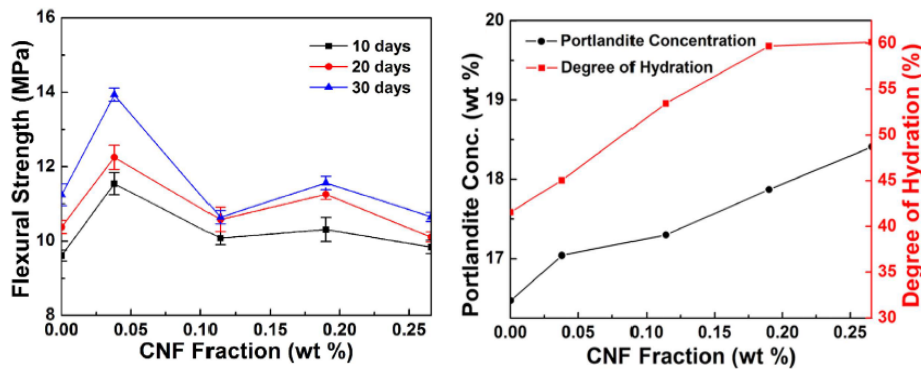 16
14
12
10
8
Flexural Strength (MPa)
10 days
20 days
30 days
0.00
0.05
0.10
0.15
0.20
0.25
CNF Fraction (wt %)
20
19
18
17
Portlandite Conc. (wt %)
Portlandite Concentration
Degree of Hydration
60
55
50
45
40
35
30
Degree of Hydration (%)
0.00
0.05
0.10
0.15
0.20
0.25
CNF Fraction (wt %)